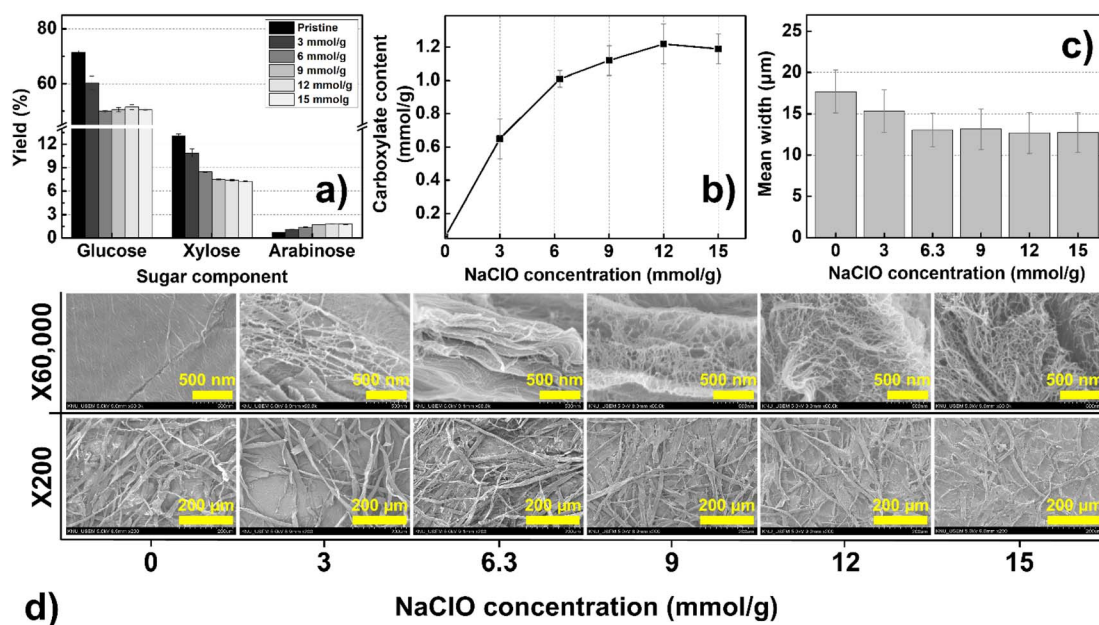 80
60
12
9
6
3
0
Yield (%)
Pristine
3 mmol/g
6 mmol/g
9 mmol/g
12 mmol/g
15 mmolg
a)
Glucose Xylose Arabinose
Sugar component
Carboxylate content
(mmol/g)
1.2
1.0
0.8
0.6
0.4
0.2
b)
0 3 6 9 12 15
NaClO concentration (mmol/g)
Mean width (μm)
25
20
15
10
5
0
c)
0 3 6.3 9 12 15
NaClO concentration (mmol/g)
X60,000
500 nm 500 nm 500 nm 500 nm 500 nm 500 nm
X200
200 μm 200 μm 200 μm 200 μm 200 μm 200 μm
0 3 6.3 9 12 15
d) NaClO concentration (mmol/g)